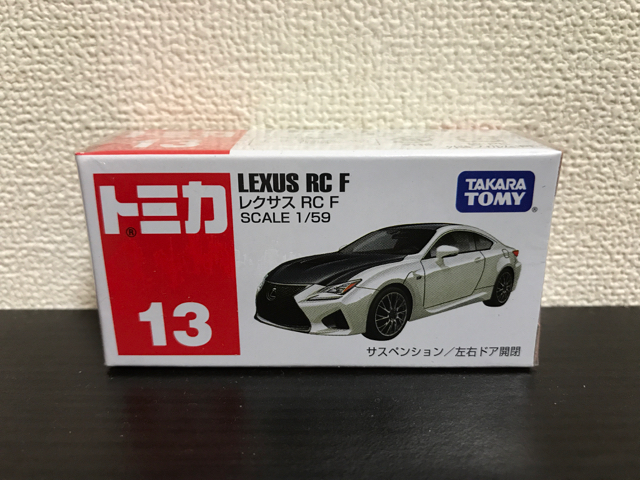 トミカ
®
13
LEXUS RC F
レクサス RC F
SCALE 1/59
TAKARA
TOMY®
サスペンション/左右ドア開閉
13